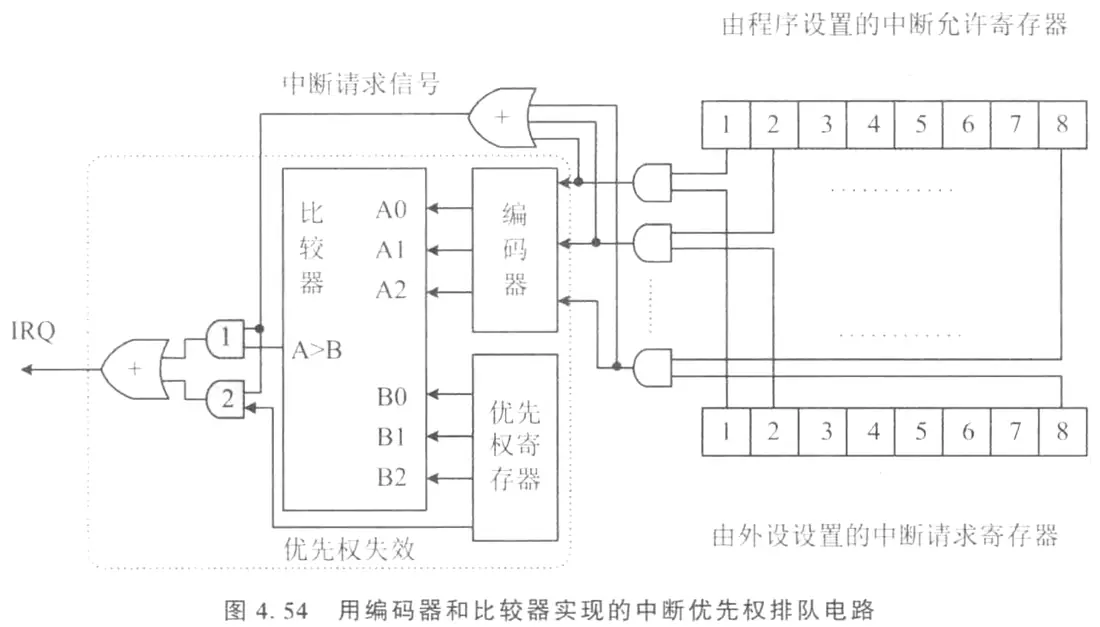 由程序设置的中断允许寄存器
中断请求信号
+
1 2 3 4 5 6 7 8
比较器
A0
A1
A2
编码器
IRQ
+
1
A>B
2
B0
B1
B2
优先权寄存器
1 2 3 4 5 6 7 8
优先权失效
由外设设置的中断请求寄存器
图 4.54 用编码器和比较器实现的中断优先权排队电路